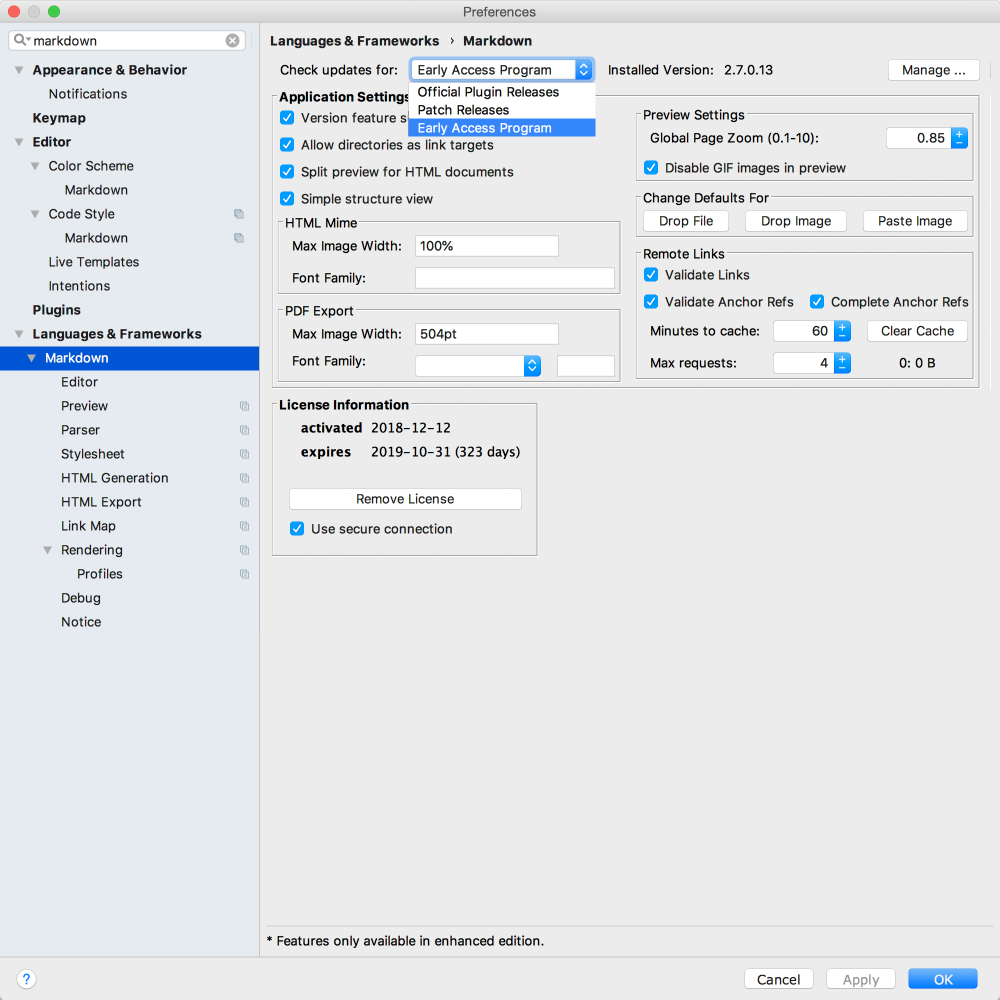 Preferences
markdown
Appearance & Behavior
Notifications
Keymap
Editor
Color Scheme
Markdown
Code Style
Markdown
Live Templates
Intentions
Plugins
Languages & Frameworks
Markdown
Editor
Preview
Parser
Stylesheet
HTML Generation
HTML Export
Link Map
Rendering
Profiles
Debug
Notice
Languages & Frameworks › Markdown
Check updates for: Early Access Program Installed Version: 2.7.0.13 Manage ...
Official Plugin Releases
Patch Releases
Early Access Program
Application Settings
Version feature s
Allow directories as link targets
Split preview for HTML documents
Simple structure view
HTML Mime
Max Image Width: 100%
Font Family:
PDF Export
Max Image Width: 504pt
Font Family:
Preview Settings
Global Page Zoom (0.1-10): 0.85
Disable GIF images in preview
Change Defaults For
Drop File Drop Image Paste Image
Remote Links
Validate Links
Validate Anchor Refs Complete Anchor Refs
Minutes to cache: 60 Clear Cache
Max requests: 4 0: 0 B
License Information
activated 2018-12-12
expires 2019-10-31 (323 days)
Remove License
Use secure connection
* Features only available in enhanced edition.
? Cancel Apply OK